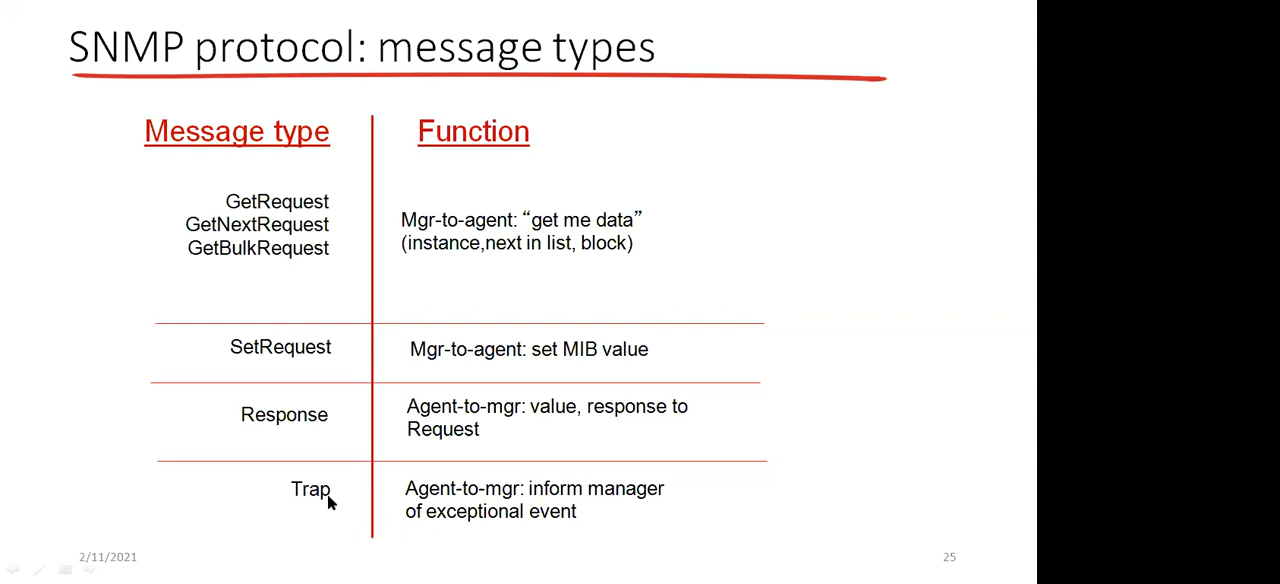 SNMP protocol: message types
Message type
Function
GetRequest
GetNextRequest
GetBulkRequest
Mgr-to-agent: “get me data”
(instance,next in list, block)
SetRequest
Mgr-to-agent: set MIB value
Response
Agent-to-mgr: value, response to
Request
Trap
Agent-to-mgr: inform manager
of exceptional event
2/11/2021
25